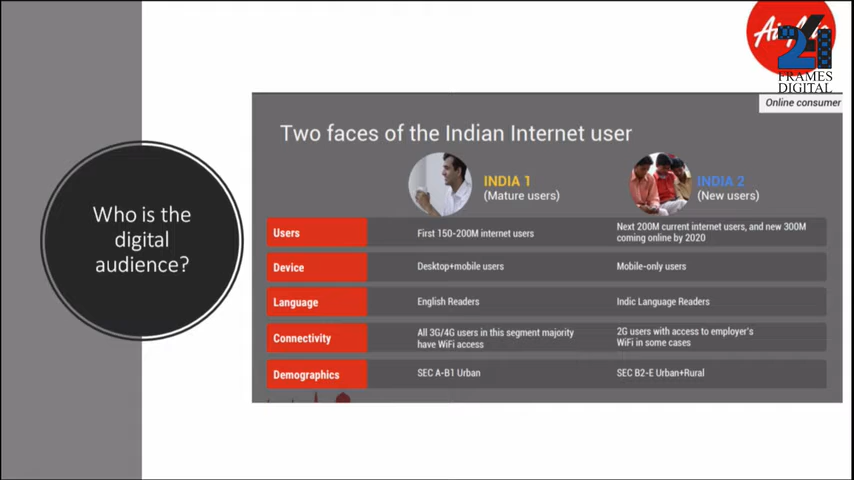 AirAsia
21
FRAMES
DIGITAL
Online consumer
Who is the
digital
audience?
Two faces of the Indian Internet user
INDIA 1
(Mature users)
INDIA 2
(New users)
Users
First 150-200M internet users
Next 200M current internet users, and new 300M
coming online by 2020
Device
Desktop+mobile users
Mobile-only users
Language
English Readers
Indic Language Readers
Connectivity
All 3G/4G users in this segment majority
have WiFi access
2G users with access to employer's
WiFi in some cases
Demographics
SEC A-B1 Urban
SEC B2-E Urban+Rural